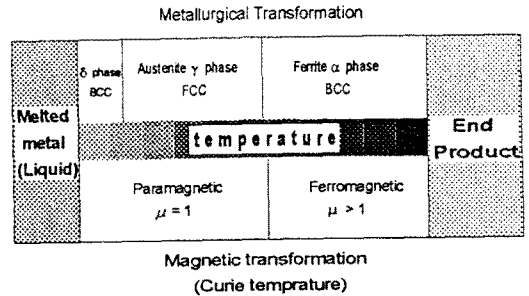 Metallurgical Transformation
δ phase
BCC
Austenite γ phase
FCC
Ferrite α phase
BCC
Melted
metal
(Liquid)
temperature
End
Product
Paramagnetic
μ = 1
Ferromagnetic
μ > 1
Magnetic transformation
(Curie temprature)